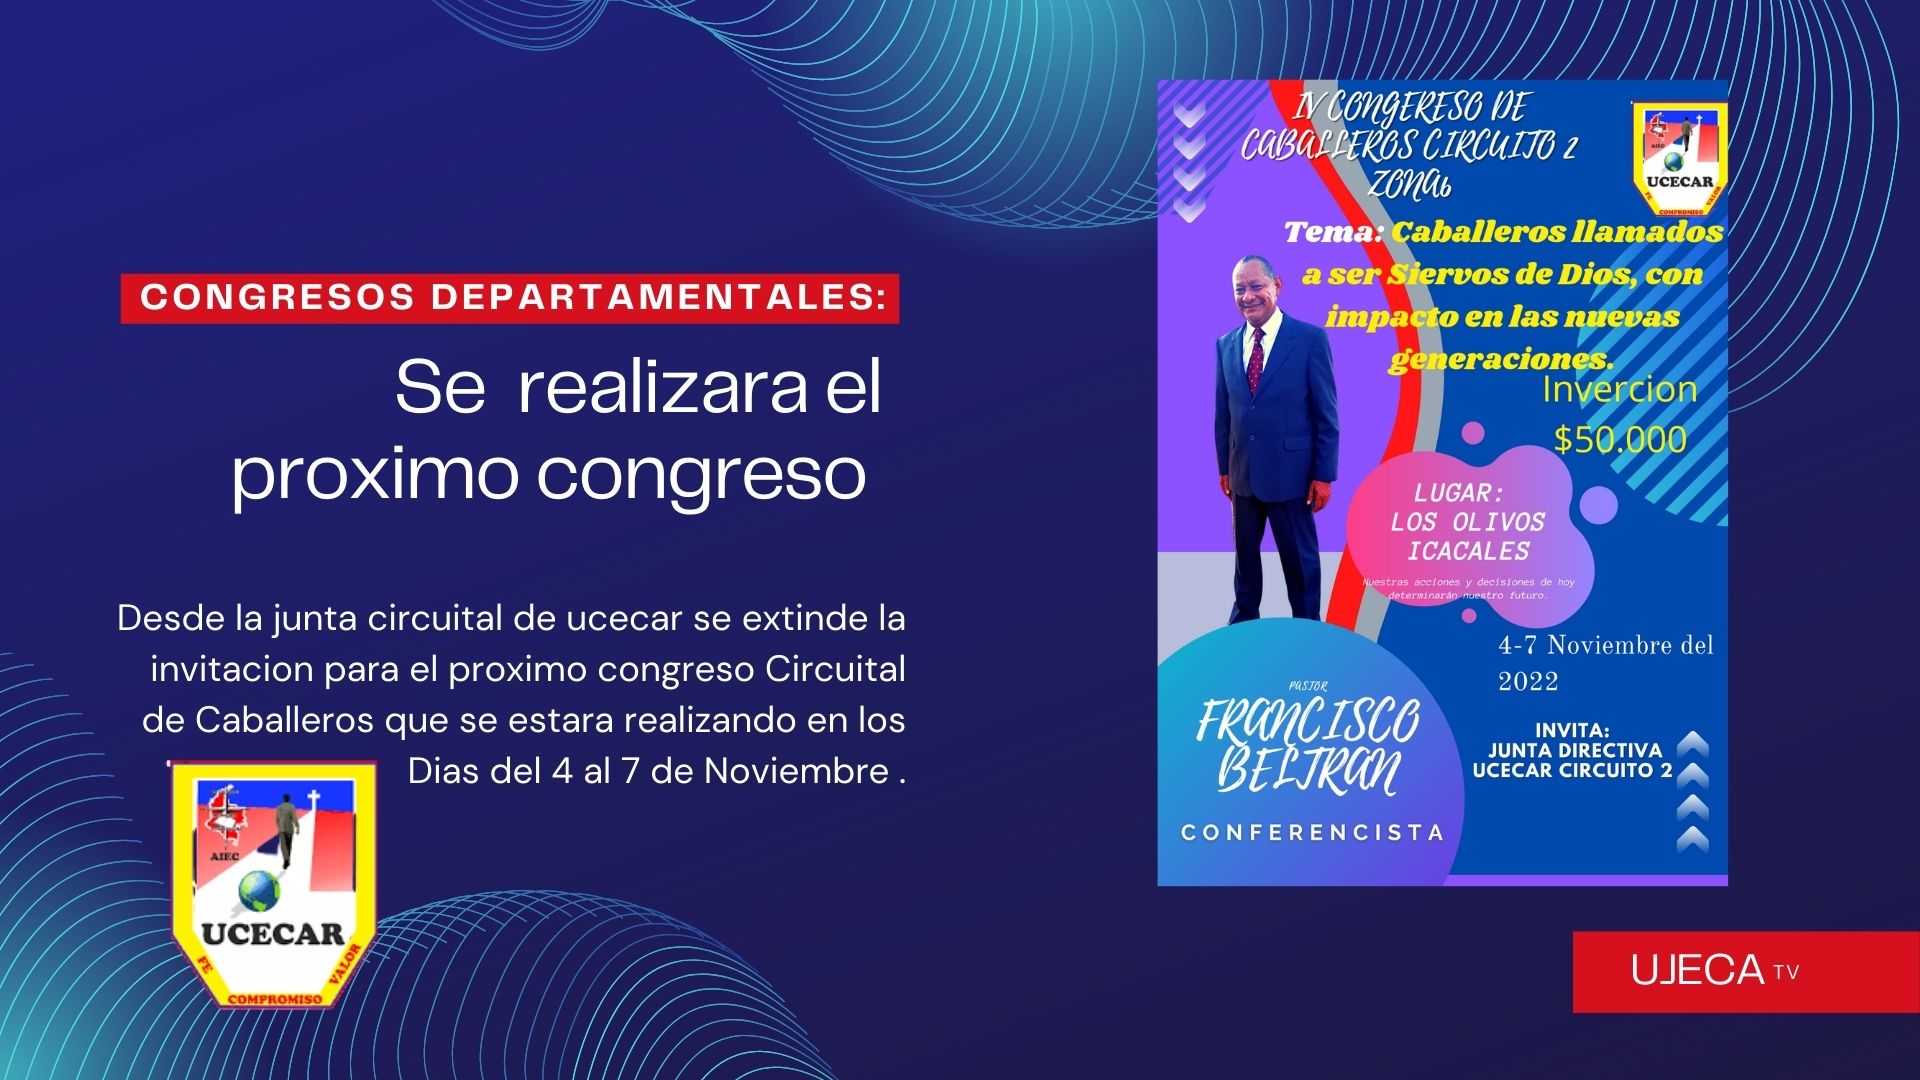 CONGRESOS DEPARTAMENTALES:
Se realizara el
proximo congreso
Desde la junta circuital de ucecar se extinde la
invitacion para el proximo congreso Circuital
de Caballeros que se estara realizando en los
Dias del 4 al 7 de Noviembre .
AIEC
UCECAR
FE
COMPROMISO
VALOR
IV CONGERESO DE
CABALLEROS CIRCUITO 2
ZONA6
AIEC
UCECAR
FE
COMPROMISO
VALOR
Tema: Caballeros llamados
a ser Siervos de Dios, con
impacto en las nuevas
generaciones.
Invercion
$50.000
LUGAR:
LOS OLIVOS
ICACALES
Nuestras acciones y decisiones de hoy
determinarán nuestro futuro.
4-7 Noviembre del
2022
PASTOR
FRANCISCO
BELTRAN
CONFERENCISTA
INVITA:
JUNTA DIRECTIVA
UCECAR CIRCUITO 2
UJECA TV